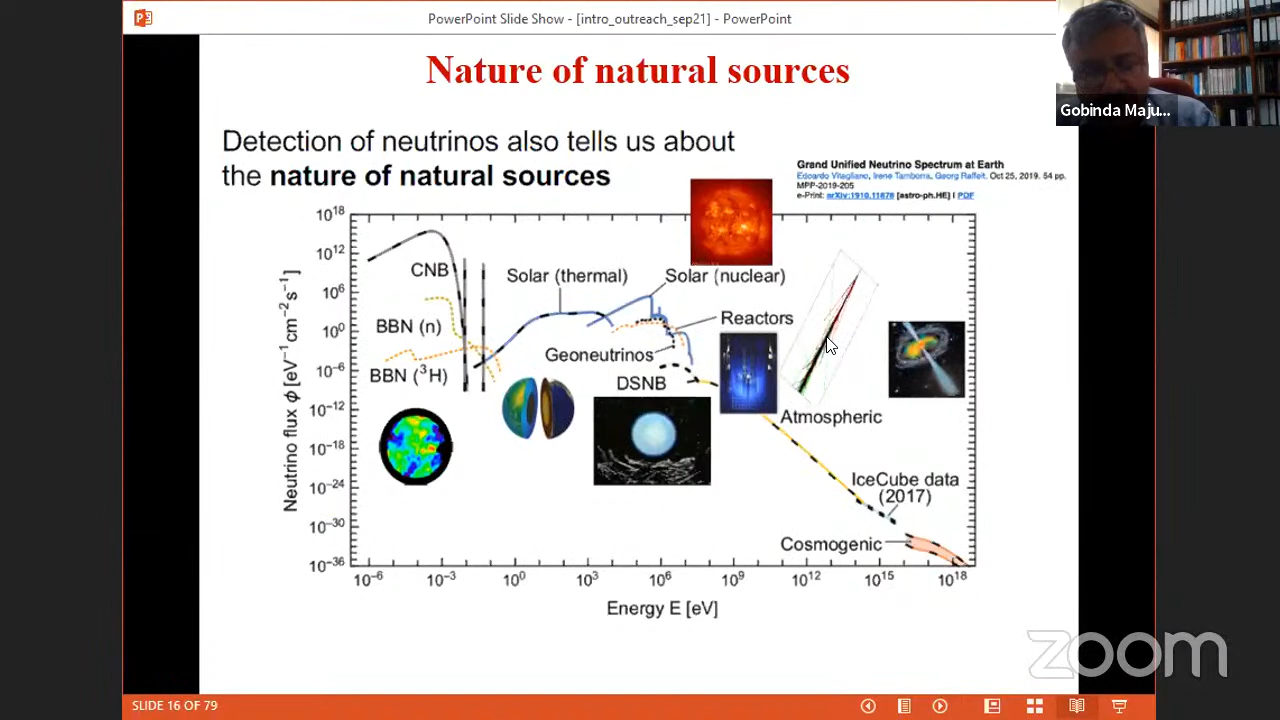 PowerPoint Slide Show - [intro_outreach_sep21] - PowerPoint
Gobinda Maju...
Nature of natural sources
Detection of neutrinos also tells us about
the nature of natural sources
Grand Unified Neutrino Spectrum at Earth
Edoardo Vitagliano, Irene Tamborra, Georg Raffelt. Oct 25, 2019. 54 pp.
MPP-2019-205
e-Print: arXiv:1910.11878 [astro-ph.HE] | PDF
Neutrino flux ϕ [eV⁻¹cm⁻²s⁻¹]
10¹⁸
10¹²
10⁶
10⁰
10⁻⁶
10⁻¹²
10⁻¹⁸
10⁻²⁴
10⁻³⁰
10⁻³⁶
CNB
BBN (n)
BBN (³H)
Solar (thermal)
Solar (nuclear)
Reactors
Geoneutrinos
DSNB
Atmospheric
IceCube data
(2017)
Cosmogenic
10⁻⁶ 10⁻³ 10⁰ 10³ 10⁶ 10⁹ 10¹² 10¹⁵ 10¹⁸
Energy E [eV]
zoom
SLIDE 16 OF 79